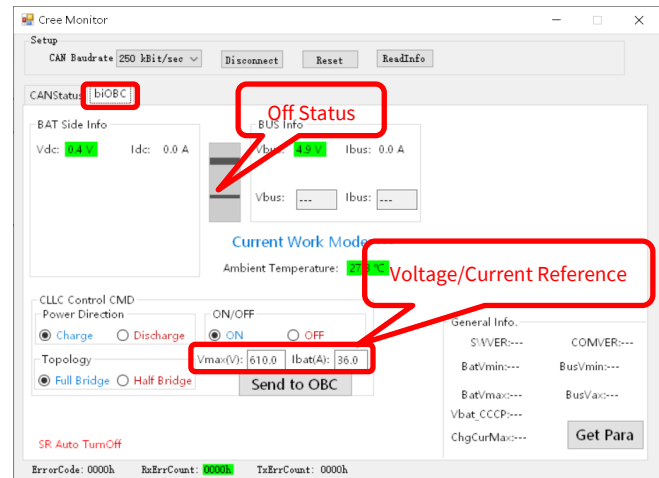 Cree Monitor
Setup
CAN Baudrate 250 kBit/sec Disconnect Reset ReadInfo
CANStatus biOBC
Off Status
BAT Side Info BUS Info
Vdc: 0.4 V Idc: 0.0 A Vbus: 4.9 V Ibus: 0.0 A
Vbus: --- Ibus: ---
Current Work Mode
Ambient Temperature: ℃
Voltage/Current Reference
CLLC Control CMD
Power Direction ON/OFF General Info.
Charge Discharge ON OFF SWVER:--- COMVER:---
Topology Vmax(V): 610.0 Ibat(A): 36.0 BatVmin:--- BusVmin:---
Full Bridge Half Bridge Send to OBC
BatVmax:--- BusVax:---
Vbat_CCCP:---
SR Auto TurnOff ChgCurMax:--- Get Para
ErrorCode: 0000h RxErrCount: 0000h TxErrCount: 0000h